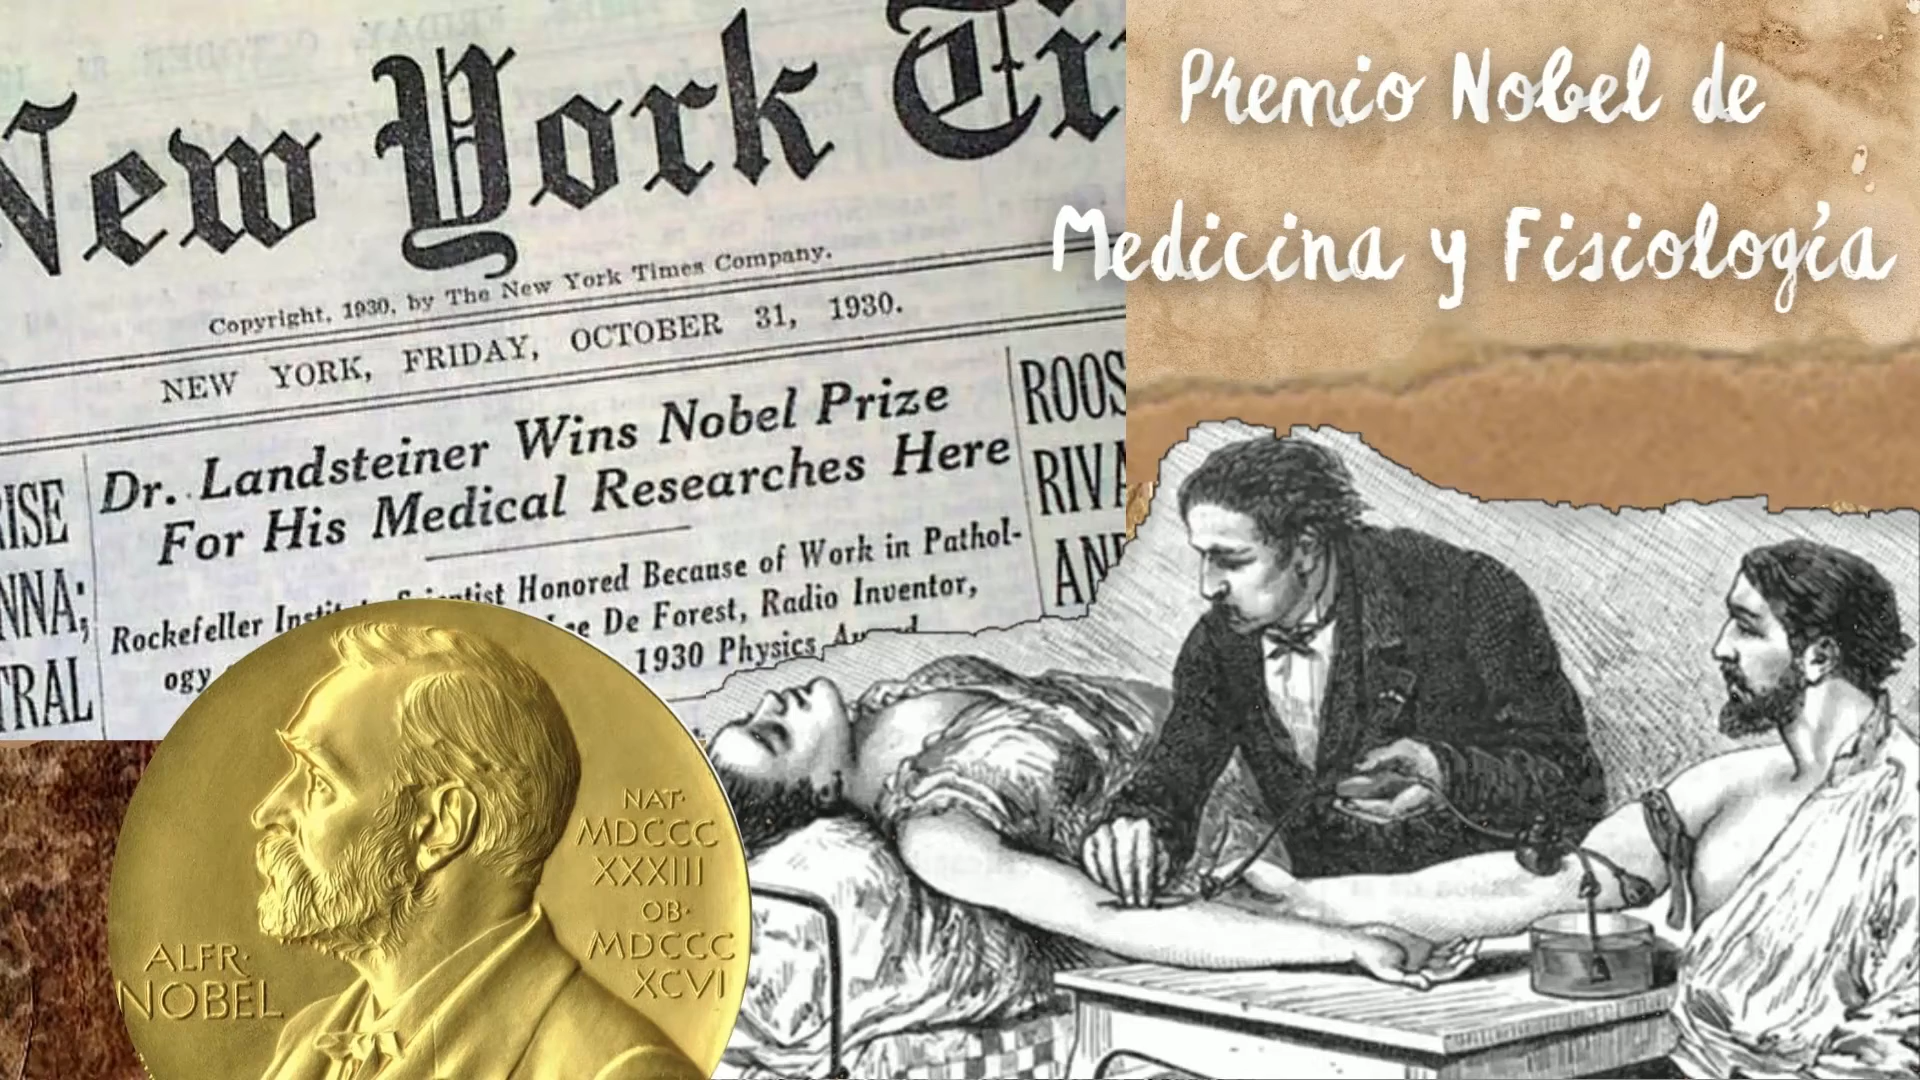 New York Ti
Copyright, 1930, by The New York Times Company.
NEW YORK, FRIDAY, OCTOBER 31, 1930.
RISE
NNA;
TRAL
Dr. Landsteiner Wins Nobel Prize
For His Medical Researches Here
Rockefeller Scientist Honored Because of Work in Pathol-
ogy De Forest, Radio Inventor,
1930 Physics
ROOS
RIVA
AND
Premio Nobel de
Medicina y Fisiología
ALFR·
NOBEL
NAT·
MDCCC
XXXIII
OB·
MDCCC
XCVI